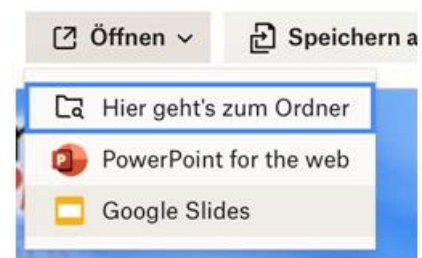 Öffnen
Speichern a
Hier geht's zum Ordner
PowerPoint for the web
Google Slides